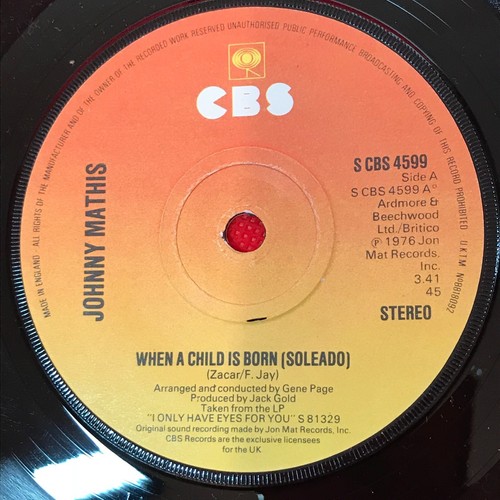 MADE IN ENGLAND . ALL RIGHTS OF THE MANUFACTURER AND OF THE OWNER OF THE RECORDED WORK RESERVED UNAUTHORISED PUBLIC PERFORMANCE BROADCASTING AND COPYING OF THIS RECORD PROHIBITED
CBS
JOHNNY MATHIS
S CBS 4599
Side A
S CBS 4599 A°
Ardmore &
Beechwood
Ltd./Britico
℗ 1976 Jon
Mat Records,
Inc.
3.41
45
STEREO
WHEN A CHILD IS BORN (SOLEADO)
(Zacar/F. Jay)
Arranged and conducted by Gene Page
Produced by Jack Gold
Taken from the LP
"I ONLY HAVE EYES FOR YOU" S 81329
Original sound recording made by Jon Mat Records, Inc.
CBS Records are the exclusive licensees
for the UK